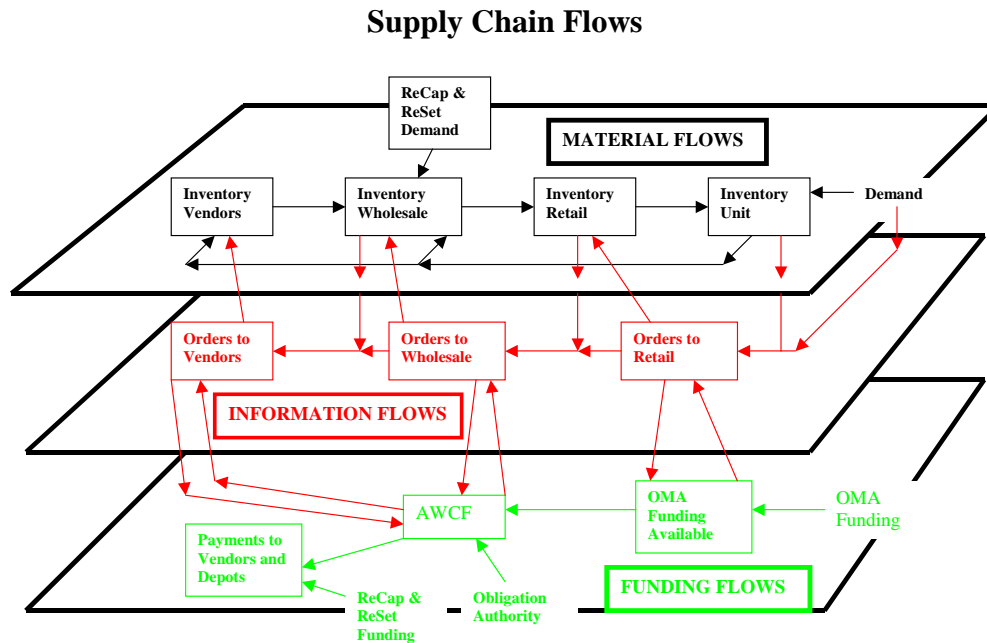 Supply Chain Flows
ReCap &
ReSet
Demand
MATERIAL FLOWS
Inventory
Vendors
Inventory
Wholesale
Inventory
Retail
Inventory
Unit
Demand
Orders to
Vendors
Orders to
Wholesale
Orders to
Retail
INFORMATION FLOWS
AWCF
OMA
Funding
Available
OMA
Funding
Payments to
Vendors and
Depots
ReCap &
ReSet
Funding
Obligation
Authority
FUNDING FLOWS